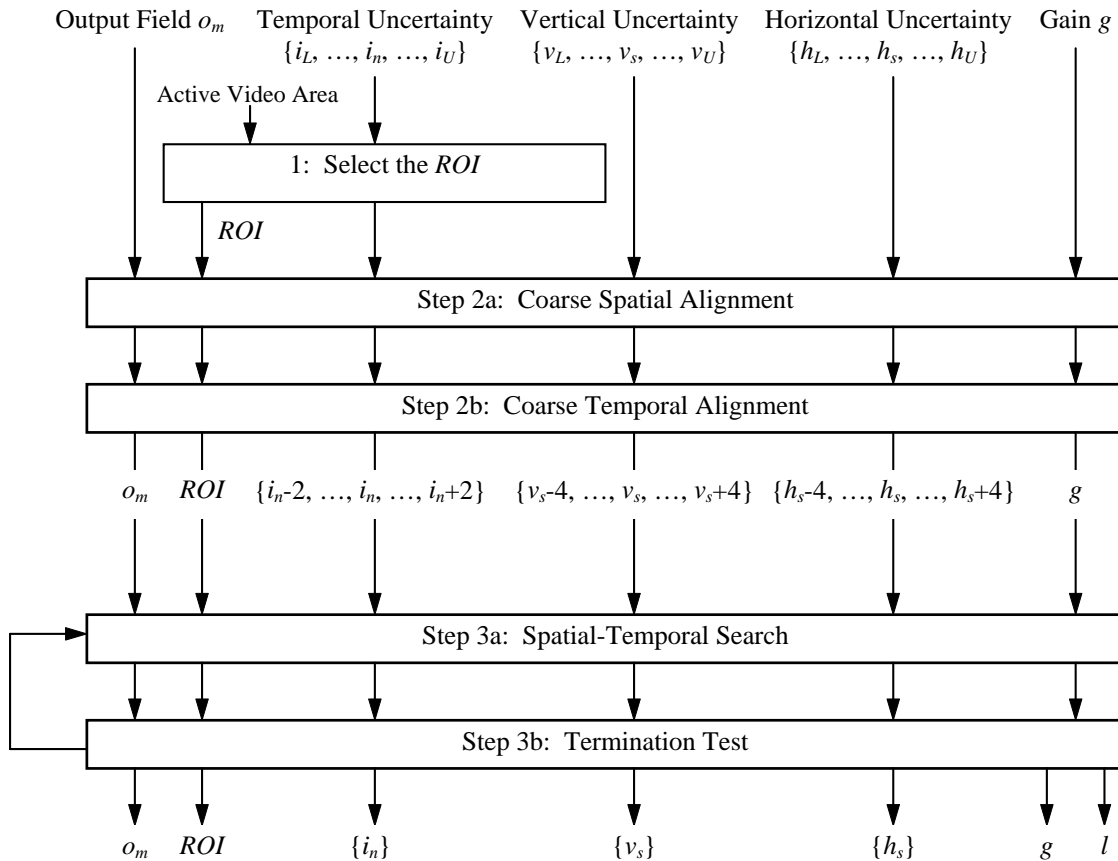 Output Field oₘ Temporal Uncertainty Vertical Uncertainty Horizontal Uncertainty Gain g
{i_L, …, i_n, …, i_U} {v_L, …, v_s, …, v_U} {h_L, …, h_s, …, h_U}
Active Video Area
1: Select the ROI
ROI
Step 2a: Coarse Spatial Alignment
Step 2b: Coarse Temporal Alignment
oₘ ROI {i_n-2, …, i_n, …, i_n+2} {v_s-4, …, v_s, …, v_s+4} {h_s-4, …, h_s, …, h_s+4} g
Step 3a: Spatial-Temporal Search
Step 3b: Termination Test
oₘ ROI {i_n} {v_s} {h_s} g l